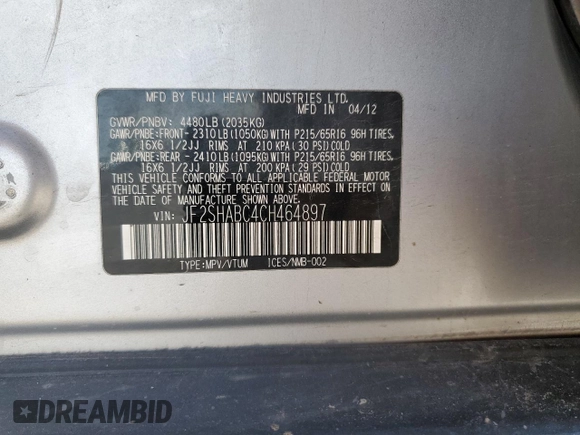 MFD BY FUJI HEAVY INDUSTRIES LTD.
MFD IN 04/12
GVWR/PNBV: 4480LB(2035KG)
GAWR/PNBE:FRONT-2310LB(1050KG)WITH P215/65R16 96H TIRES,
16X6 1/2JJ RIMS AT 210 KPA(30 PSI)COLD
GAWR/PNBE:REAR -2410LB(1095KG)WITH P215/65R16 96H TIRES,
16X6 1/2JJ RIMS AT 200 KPA(29 PSI)COLD
THIS VEHICLE CONFORMS TO ALL APPLICABLE FEDERAL MOTOR
VEHICLE SAFETY STANDARDS IN EFFECT ON
THE DATE OF MANUFACTURE SHOWN ABOVE.
VIN: JF2SHABC4CH464897
TYPE:MPV/VTUM ICES/NMB-002
DREAMBID